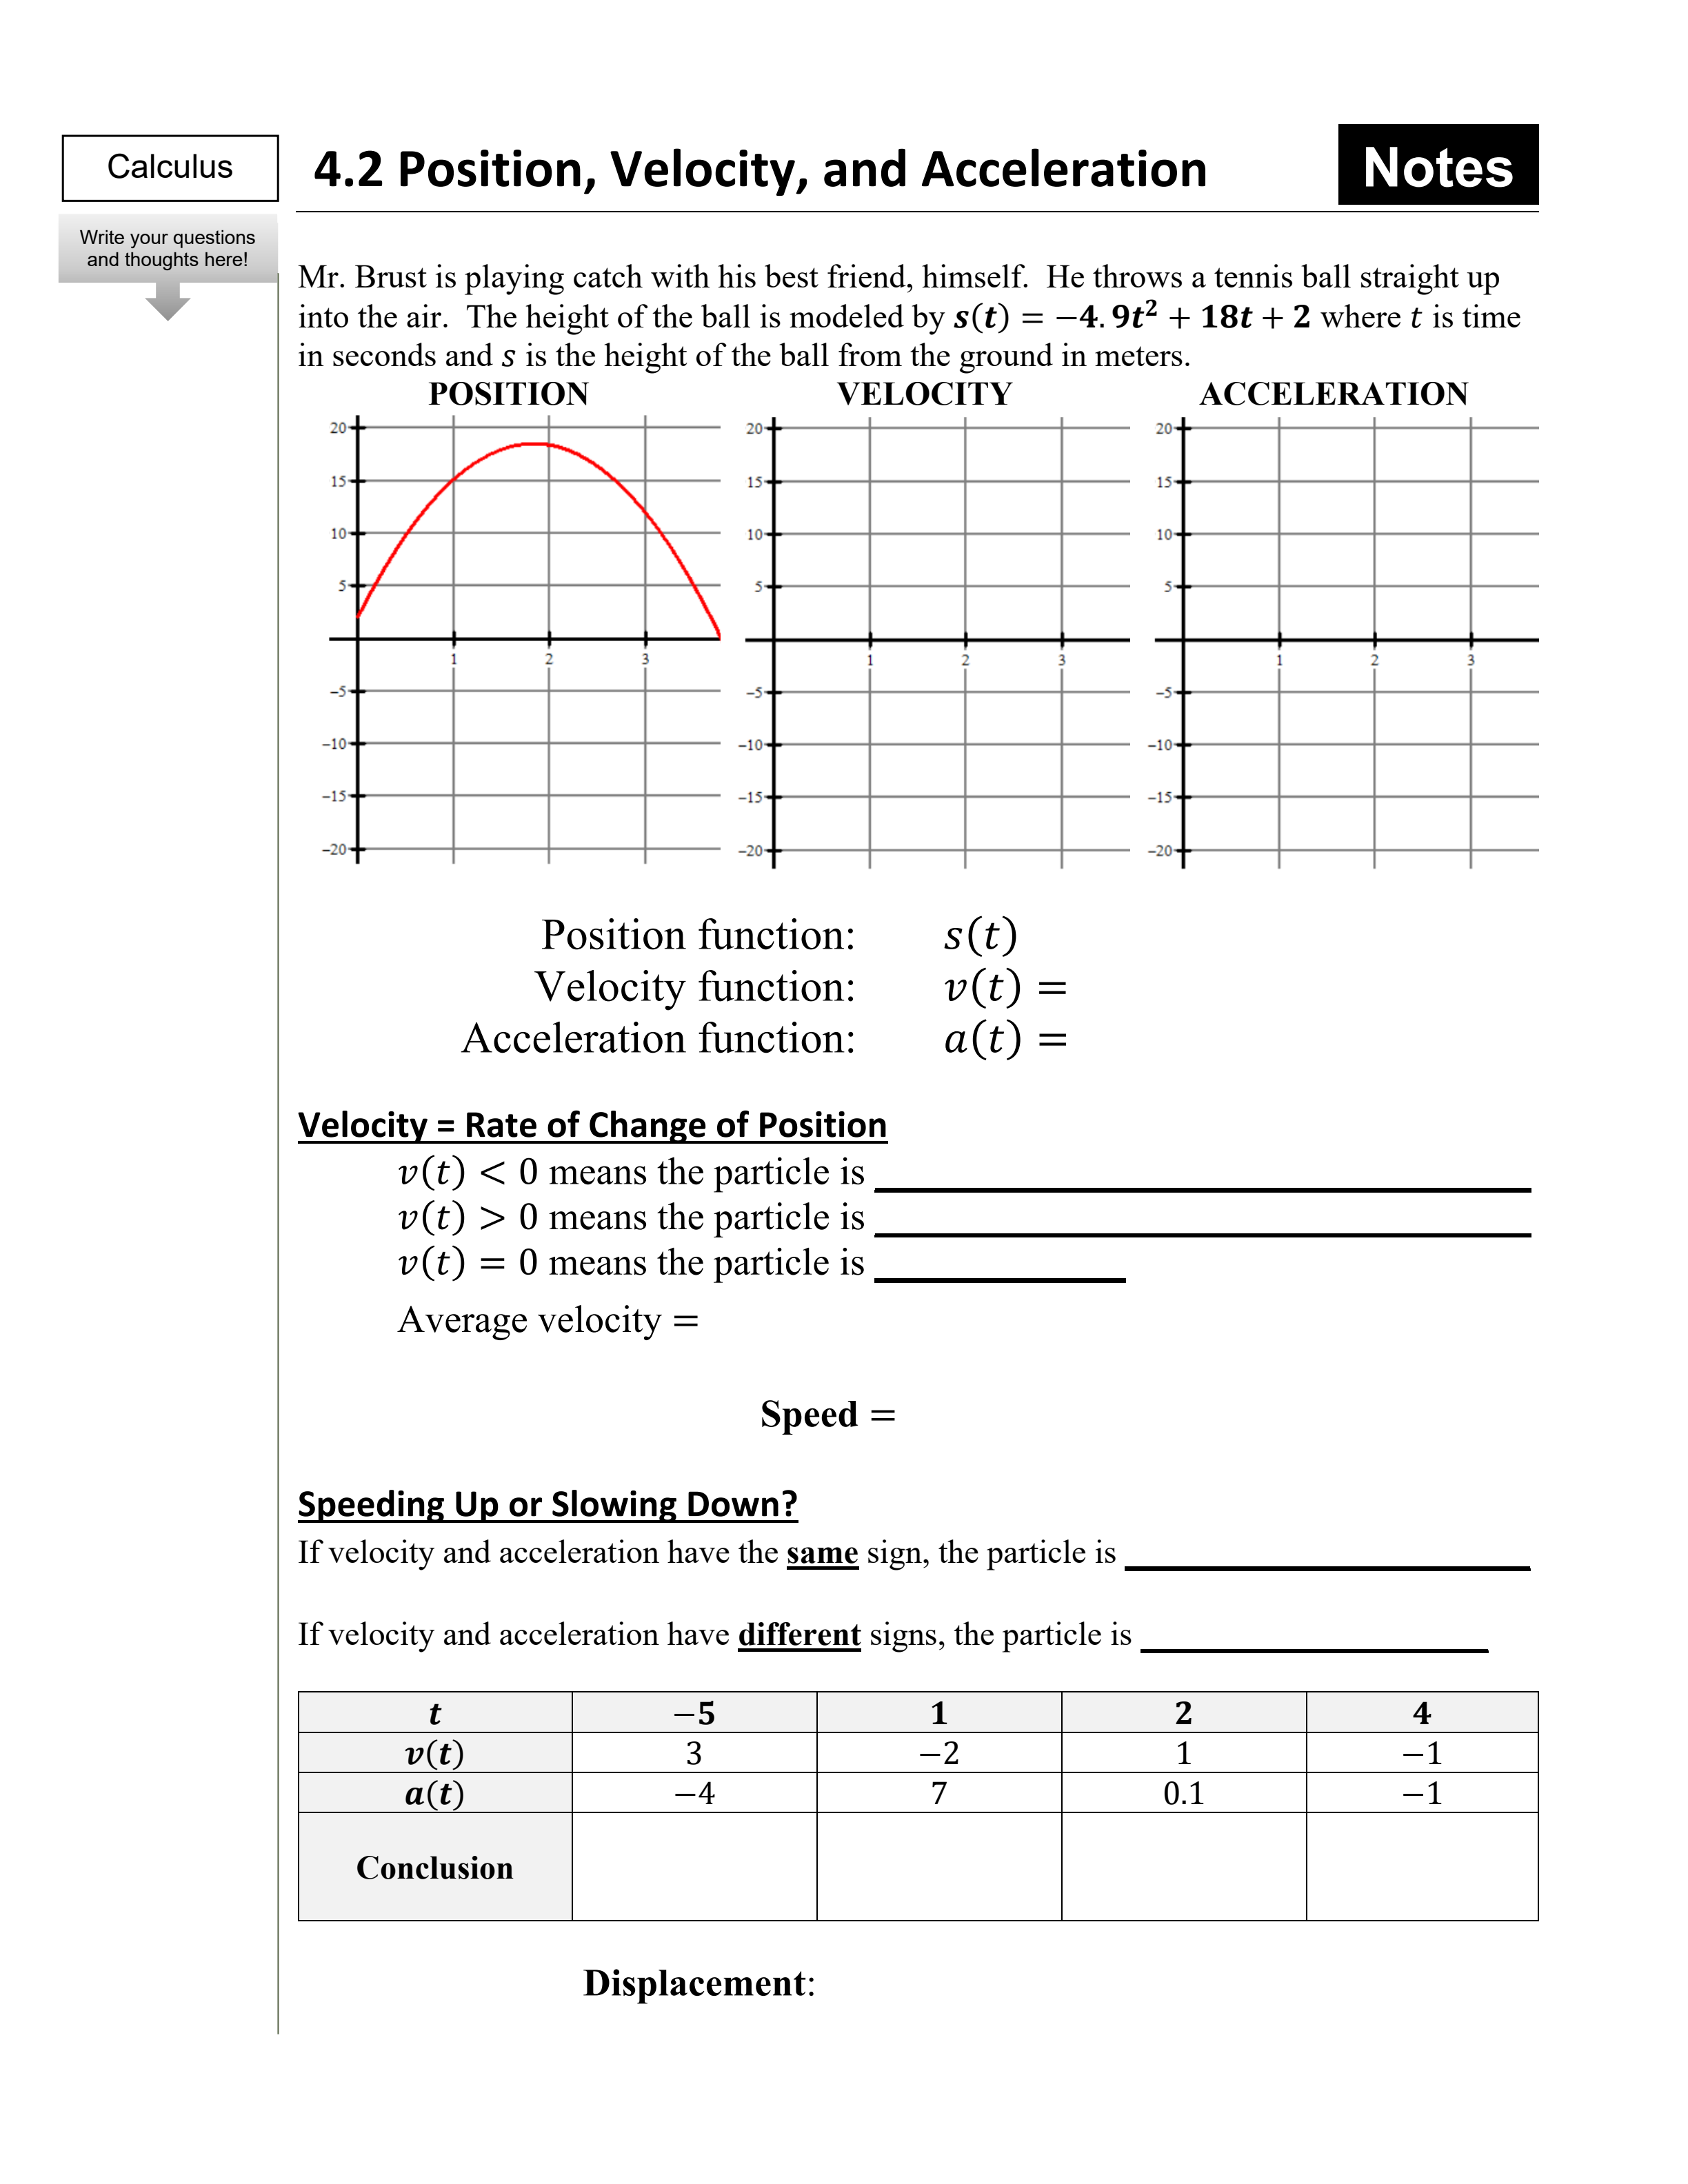 Calculus
4.2 Position, Velocity, and Acceleration
Notes
Write your questions
and thoughts here!
Mr. Brust is playing catch with his best friend, himself. He throws a tennis ball straight up
into the air. The height of the ball is modeled by s(t) = −4.9t² + 18t + 2 where t is time
in seconds and s is the height of the ball from the ground in meters.
POSITION
20
15
10
5
1 2 3
−5
−10
−15
−20
VELOCITY
20
15
10
5
1 2 3
−5
−10
−15
−20
ACCELERATION
20
15
10
5
1 2 3
−5
−10
−15
−20
Position function: s(t)
Velocity function: v(t) =
Acceleration function: a(t) =
Velocity = Rate of Change of Position
v(t) < 0 means the particle is
v(t) > 0 means the particle is
v(t) = 0 means the particle is
Average velocity =
Speed =
Speeding Up or Slowing Down?
If velocity and acceleration have the same sign, the particle is
If velocity and acceleration have different signs, the particle is
t −5 1 2 4
v(t) 3 −2 1 −1
a(t) −4 7 0.1 −1
Conclusion
Displacement: